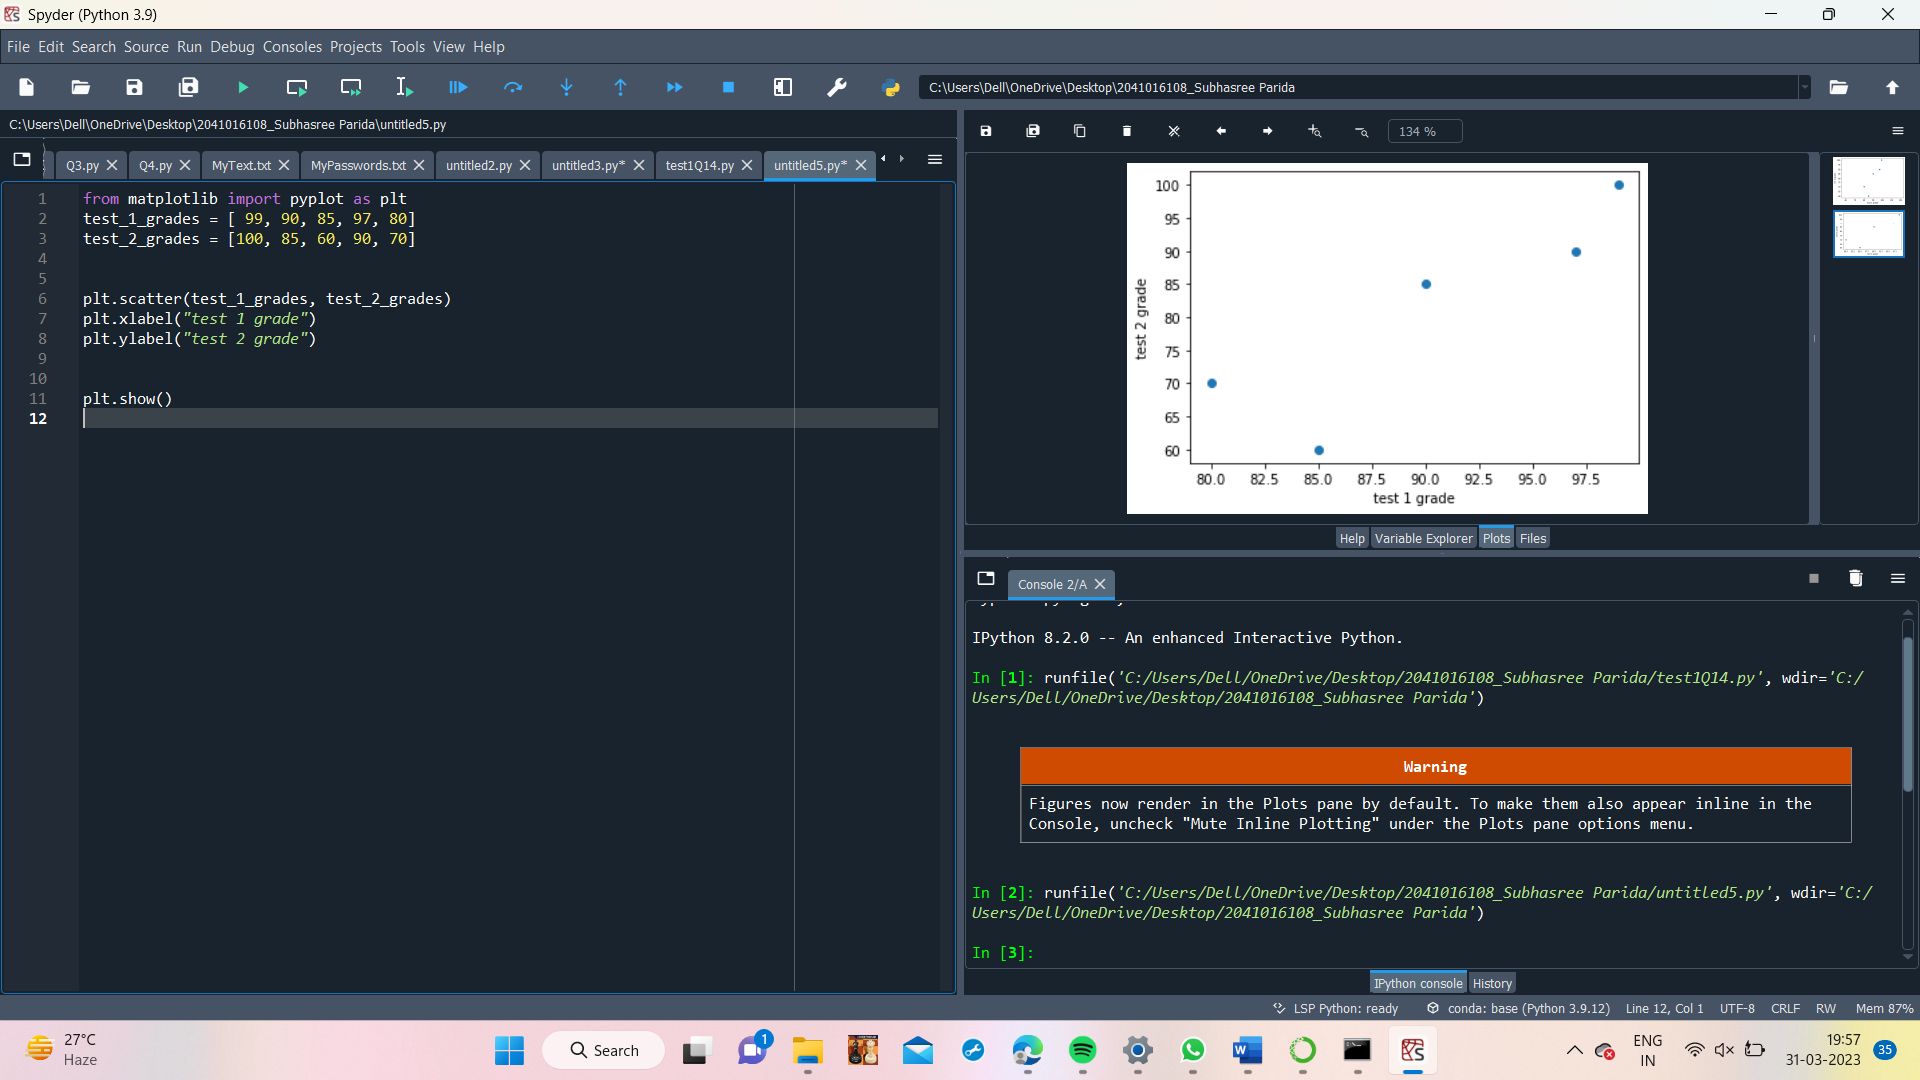 Spyder (Python 3.9)
File Edit Search Source Run Debug Consoles Projects Tools View Help
C:\Users\Dell\OneDrive\Desktop\2041016108_Subhasree Parida
C:\Users\Dell\OneDrive\Desktop\2041016108_Subhasree Parida\untitled5.py
Q3.py Q4.py MyText.txt MyPasswords.txt untitled2.py untitled3.py* test1Q14.py untitled5.py*
1 from matplotlib import pyplot as plt
2 test_1_grades = [ 99, 90, 85, 97, 80]
3 test_2_grades = [100, 85, 60, 90, 70]
4
5
6 plt.scatter(test_1_grades, test_2_grades)
7 plt.xlabel("test 1 grade")
8 plt.ylabel("test 2 grade")
9
10
11 plt.show()
12
134 %
100
95
90
85
80
75
70
65
60
test 2 grade
80.0 82.5 85.0 87.5 90.0 92.5 95.0 97.5
test 1 grade
Help Variable Explorer Plots Files
Console 2/A
IPython 8.2.0 -- An enhanced Interactive Python.
In [1]: runfile('C:/Users/Dell/OneDrive/Desktop/2041016108_Subhasree Parida/test1Q14.py', wdir='C:/
Users/Dell/OneDrive/Desktop/2041016108_Subhasree Parida')
Warning
Figures now render in the Plots pane by default. To make them also appear inline in the
Console, uncheck "Mute Inline Plotting" under the Plots pane options menu.
In [2]: runfile('C:/Users/Dell/OneDrive/Desktop/2041016108_Subhasree Parida/untitled5.py', wdir='C:/
Users/Dell/OneDrive/Desktop/2041016108_Subhasree Parida')
In [3]:
IPython console History
LSP Python: ready conda: base (Python 3.9.12) Line 12, Col 1 UTF-8 CRLF RW Mem 87%
27°C
Haze
Search
1
ENG
IN
19:57
31-03-2023
35